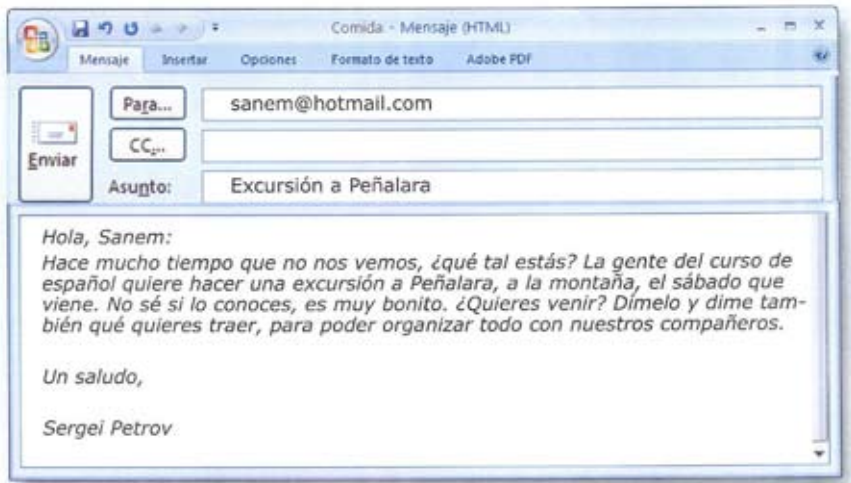 Comida - Mensaje (HTML)
Mensaje Insertar Opciones Formato de texto Adobe PDF
Para... sanem@hotmail.com
CC...
Enviar
Asunto: Excursión a Peñalara
Hola, Sanem:
Hace mucho tiempo que no nos vemos, ¿qué tal estás? La gente del curso de
español quiere hacer una excursión a Peñalara, a la montaña, el sábado que
viene. No sé si lo conoces, es muy bonito. ¿Quieres venir? Dímelo y dime tam-
bién qué quieres traer, para poder organizar todo con nuestros compañeros.
Un saludo,
Sergei Petrov